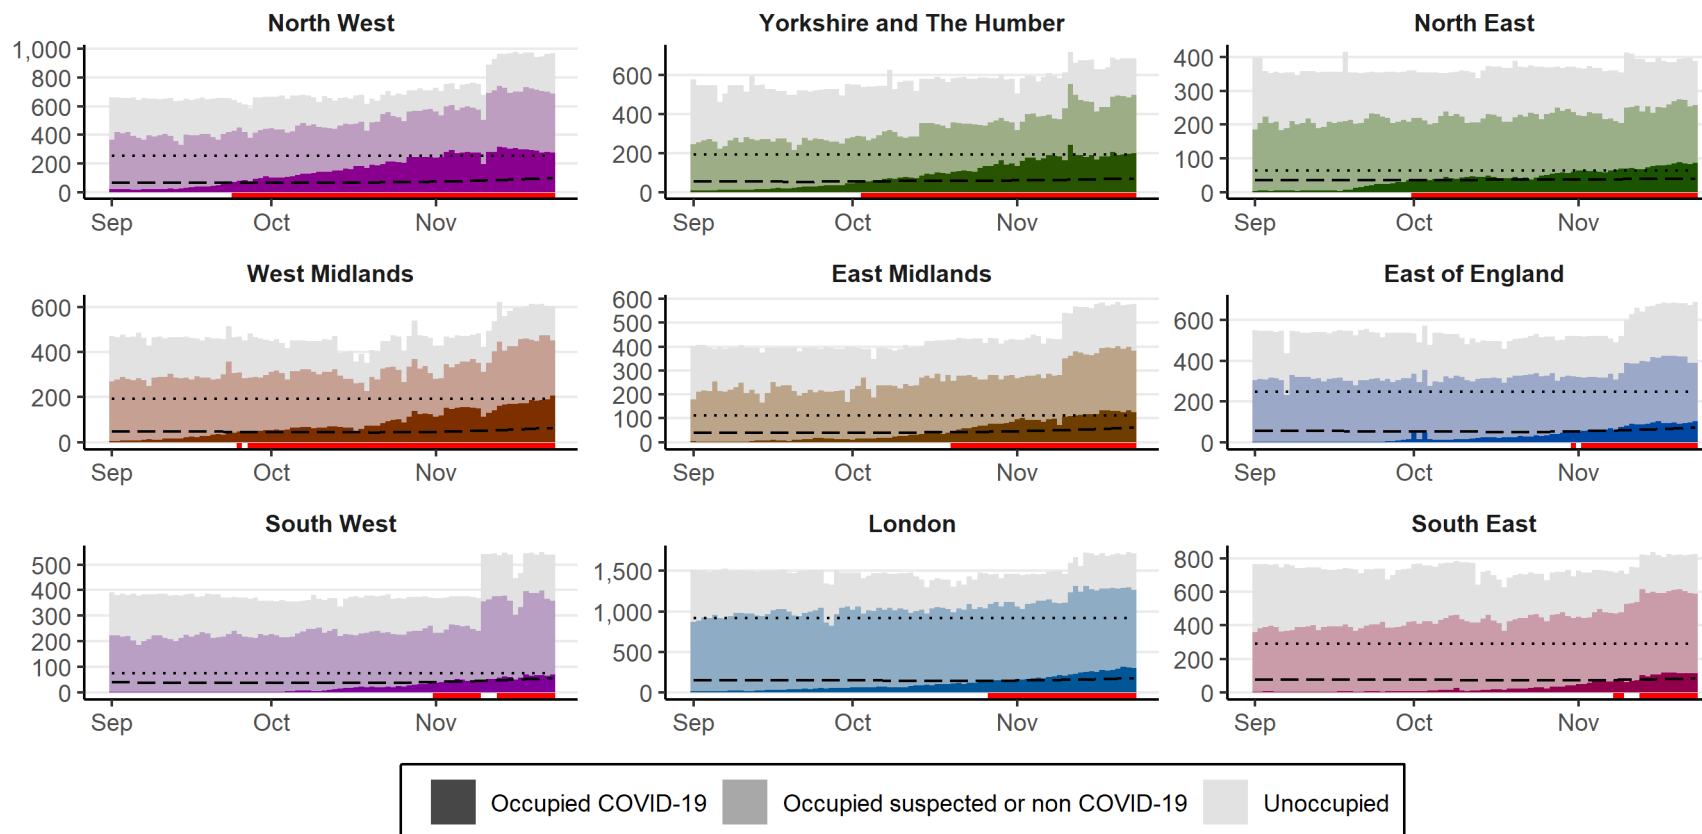 North West
Yorkshire and The Humber
North East
1,000
800
600
400
200
0
Sep
Oct
Nov
600
400
200
0
Sep
Oct
Nov
400
300
200
100
0
Sep
Oct
Nov
West Midlands
East Midlands
East of England
600
400
200
0
Sep
Oct
Nov
600
500
400
300
200
100
0
Sep
Oct
Nov
600
400
200
0
Sep
Oct
Nov
South West
London
South East
500
400
300
200
100
0
Sep
Oct
Nov
1,500
1,000
500
0
Sep
Oct
Nov
800
600
400
200
0
Sep
Oct
Nov
Occupied COVID-19
Occupied suspected or non COVID-19
Unoccupied